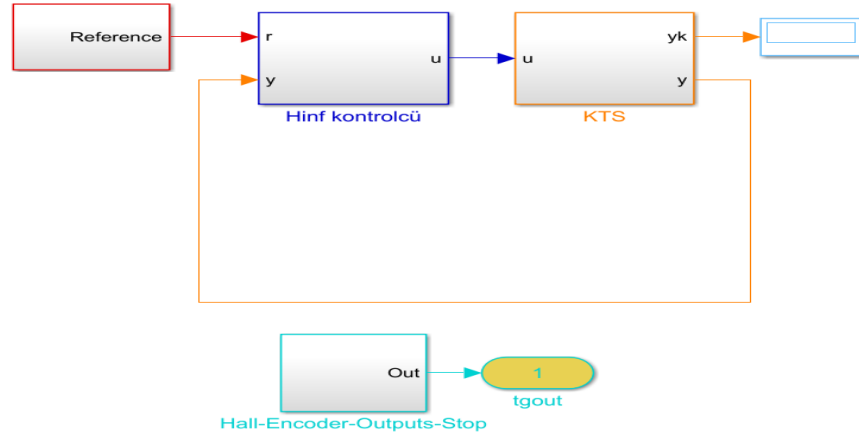 Reference
r
y
u
Hinf kontrolcü
u
yk
y
KTS
Out
Hall-Encoder-Outputs-Stop
1
tgout